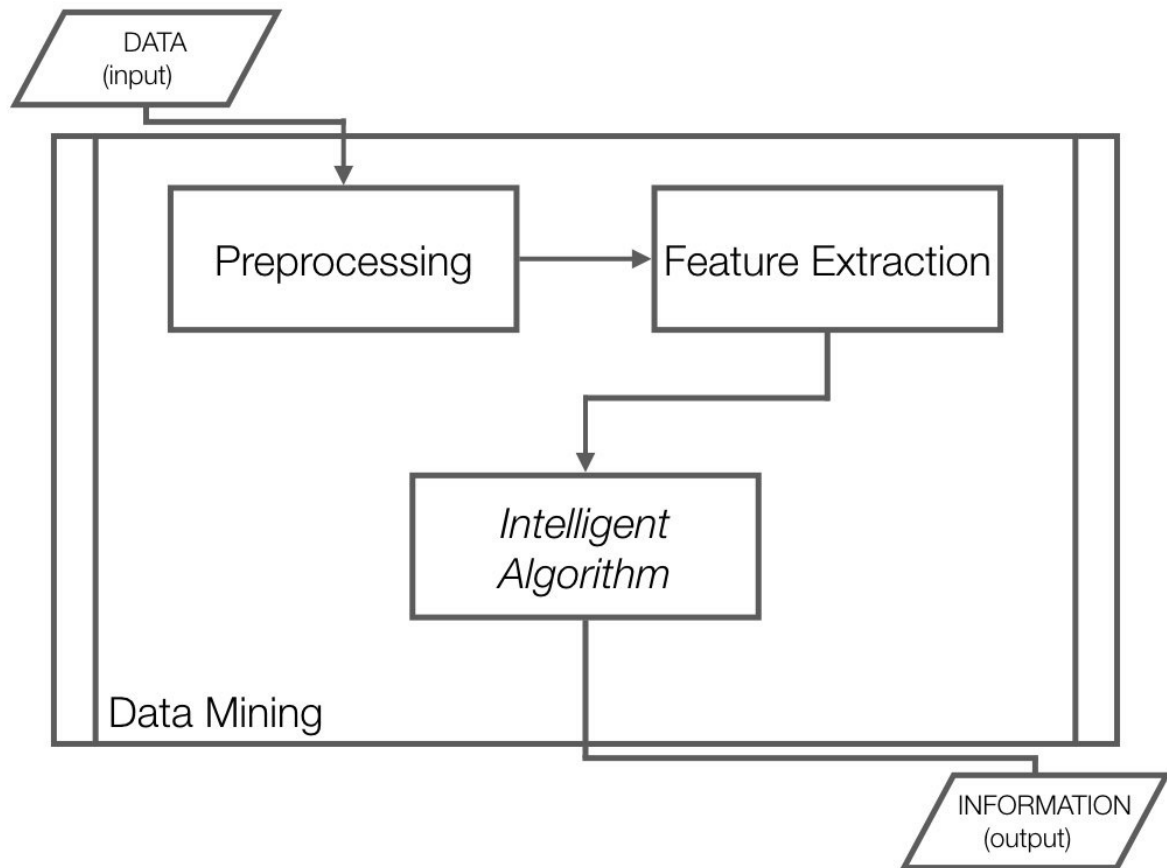 DATA
(input)
Preprocessing
Feature Extraction
Intelligent
Algorithm
Data Mining
INFORMATION
(output)